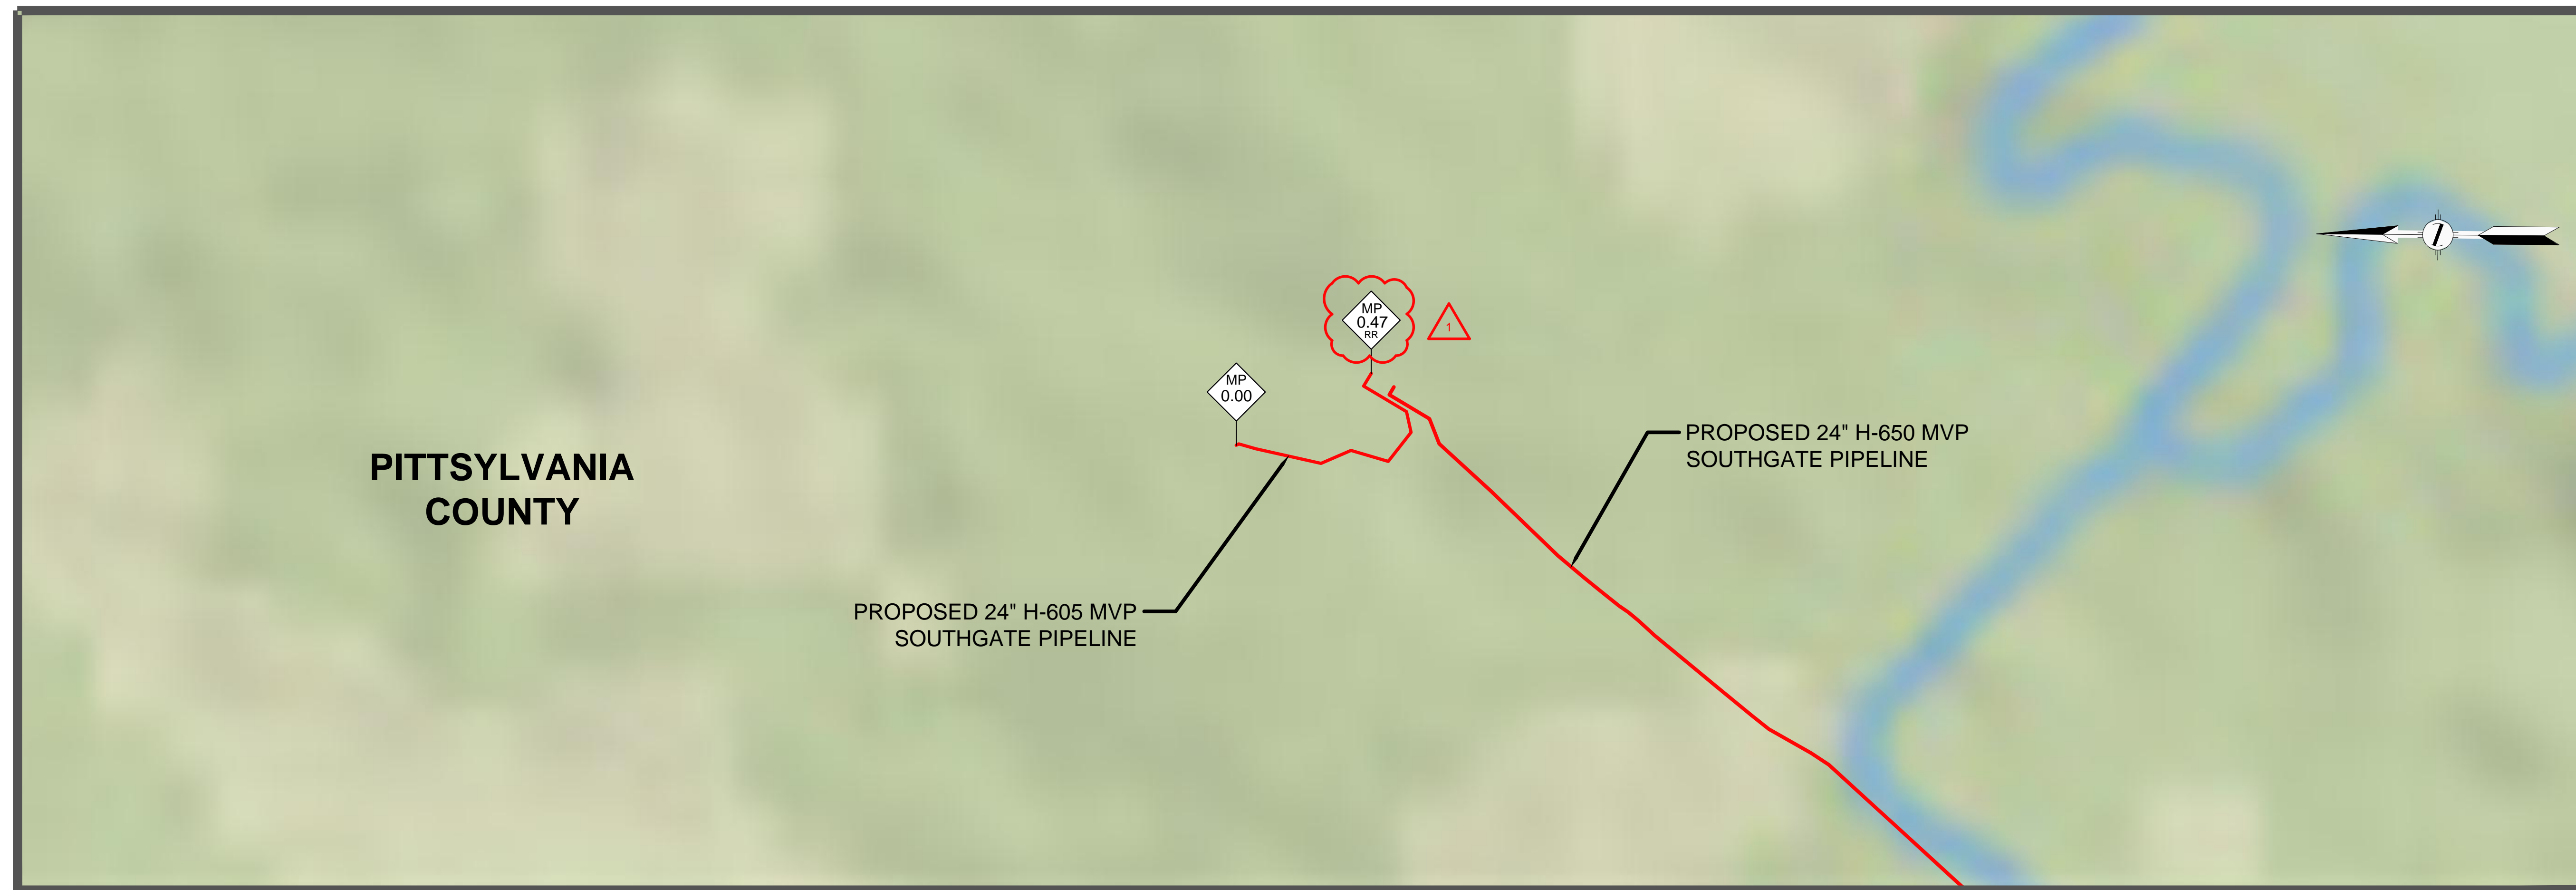 MP
0.47
RR
1
MP
0.00
PROPOSED 24" H-650 MVP
SOUTHGATE PIPELINE
PITTSYLVANIA
COUNTY
PROPOSED 24" H-605 MVP
SOUTHGATE PIPELINE